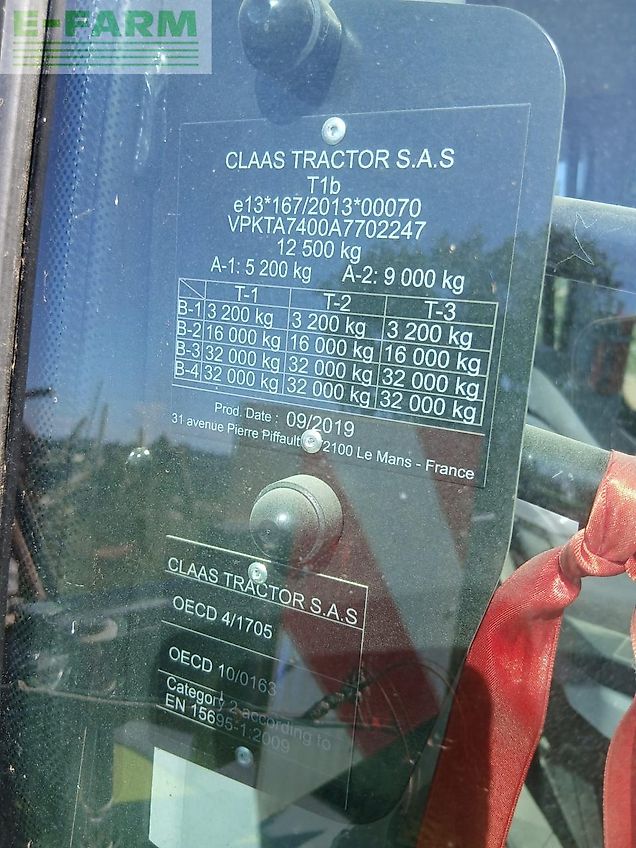 E-FARM
CLAAS TRACTOR S.A.S
T1b
e13*167/2013*00070
VPKTA7400A7702247
12 500 kg
A-1: 5 200 kg A-2: 9 000 kg
T-1 T-2 T-3
B-1 3 200 kg 3 200 kg 3 200 kg
B-2 16 000 kg 16 000 kg 16 000 kg
B-3 32 000 kg 32 000 kg 32 000 kg
B-4 32 000 kg 32 000 kg 32 000 kg
Prod. Date : 09/2019
31 avenue Pierre Piffault 2100 Le Mans - France
CLAAS TRACTOR S.A.S
OECD 4/1705
OECD 10/0163
Category 2 according to
EN 15695-1:2009